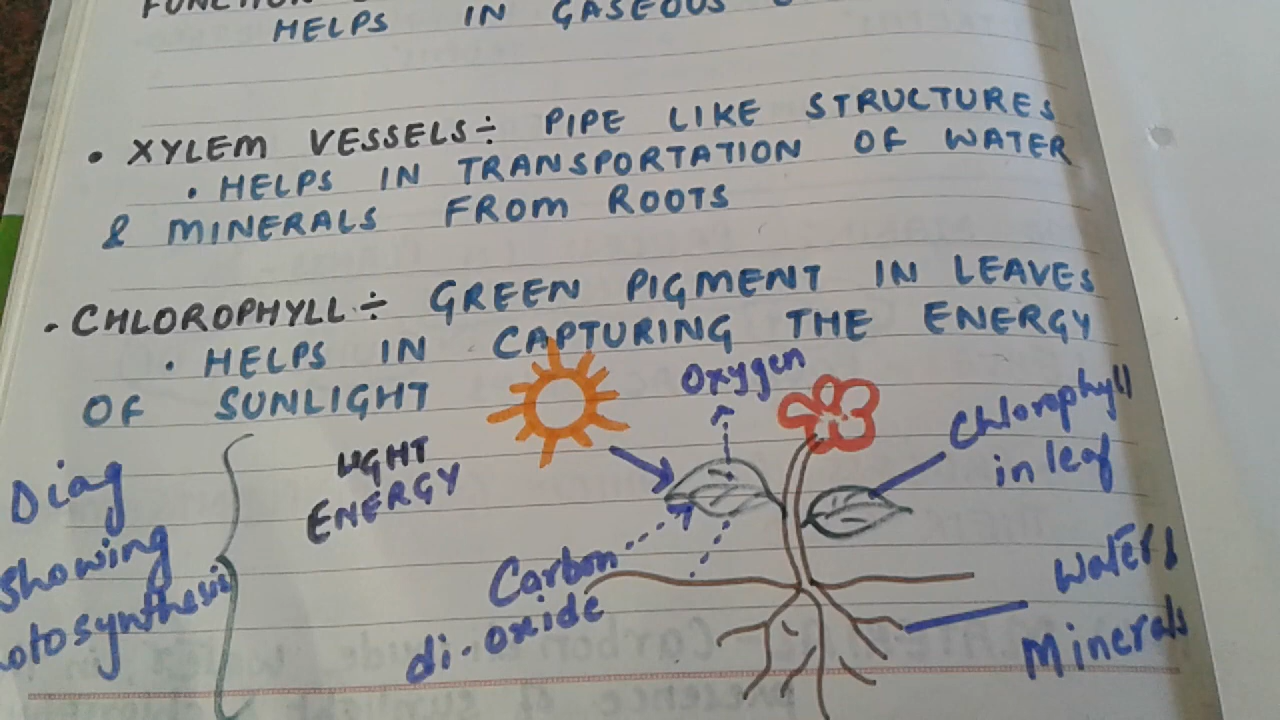 FUNCTION
HELPS IN GASEOUS
• XYLEM VESSELS÷ PIPE LIKE STRUCTURES
• HELPS IN TRANSPORTATION OF WATER
& MINERALS FROM ROOTS
• CHLOROPHYLL÷ GREEN PIGMENT IN LEAVES
• HELPS IN CAPTURING THE ENERGY
OF SUNLIGHT
Oxygen
Chlorophyll
in leaf
LIGHT
ENERGY
Diag
showing
otosynthesis
Carbon
di-oxide
Water &
Minerals